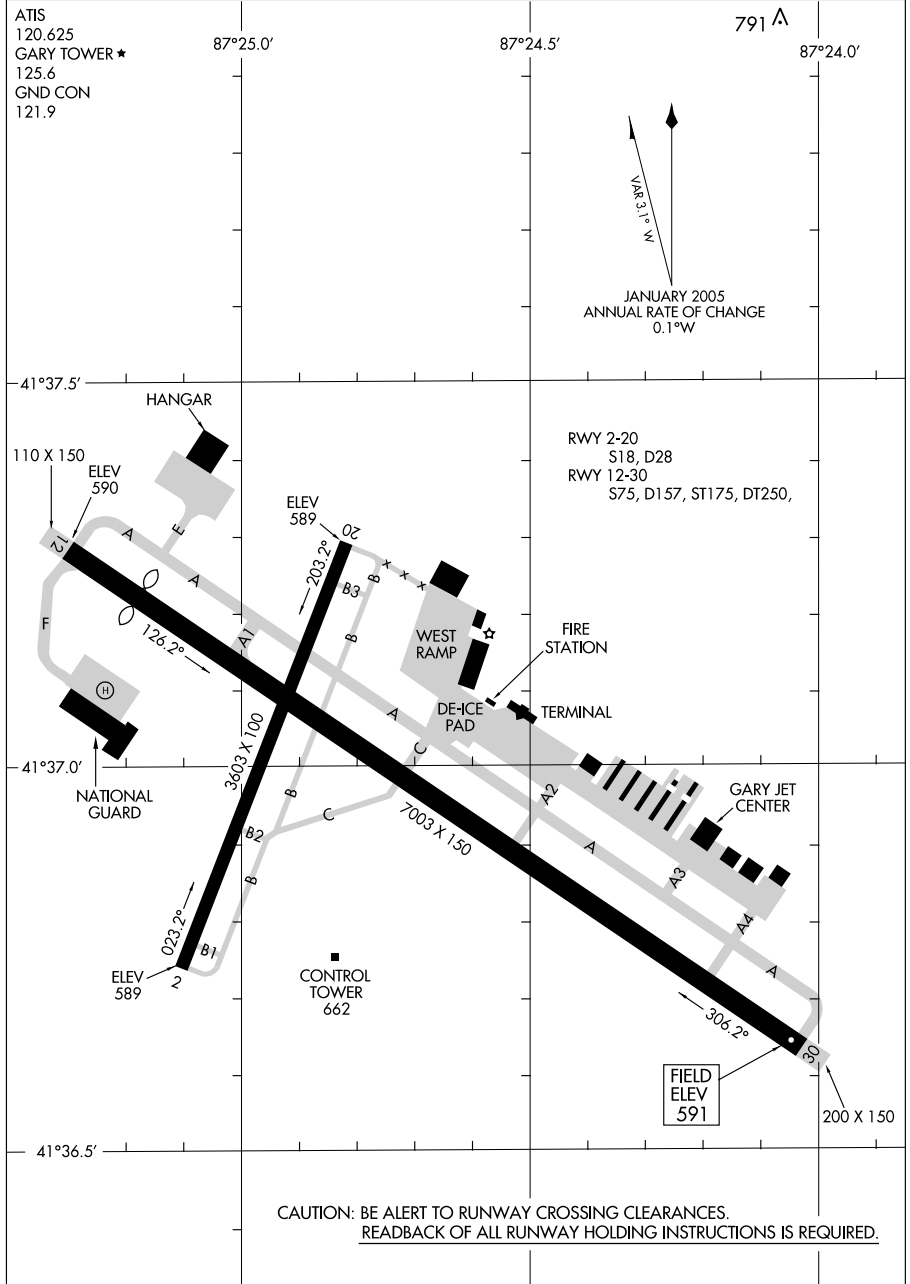 ATIS
120.625
GARY TOWER ★
125.6
GND CON
121.9
87°25.0'
87°24.5'
791
87°24.0'
VAR 3.1° W
JANUARY 2005
ANNUAL RATE OF CHANGE
0.1°W
41°37.5'
HANGAR
RWY 2-20
S18, D28
RWY 12-30
S75, D157, ST175, DT250,
110 X 150
ELEV
590
ELEV
589
20
12
A
E
A
203.2°
B
x x x
B3
F
126.2°
A1
B
WEST
RAMP
FIRE
STATION
H
A
DE-ICE
PAD
TERMINAL
C
3603 X 100
41°37.0'
NATIONAL
GUARD
B
C
7003 X 150
A2
GARY JET
CENTER
B2
A
B
A3
023.2°
A4
B1
ELEV
589
2
CONTROL
TOWER
662
A
306.2°
30
FIELD
ELEV
591
200 X 150
41°36.5'
CAUTION: BE ALERT TO RUNWAY CROSSING CLEARANCES.
READBACK OF ALL RUNWAY HOLDING INSTRUCTIONS IS REQUIRED.